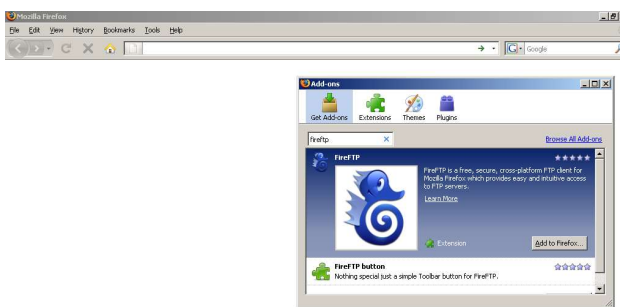 Mozilla Firefox
File Edit View History Bookmarks Tools Help
G Google
Add-ons
Get Add-ons Extensions Themes Plugins
fireftp
Browse All Add-ons
FireFTP
FireFTP is a free, secure, cross-platform FTP client for
Mozilla Firefox which provides easy and intuitive access
to FTP servers.
Learn More
Extension
Add to Firefox...
FireFTP button
Nothing special just a simple Toolbar button for FireFTP.